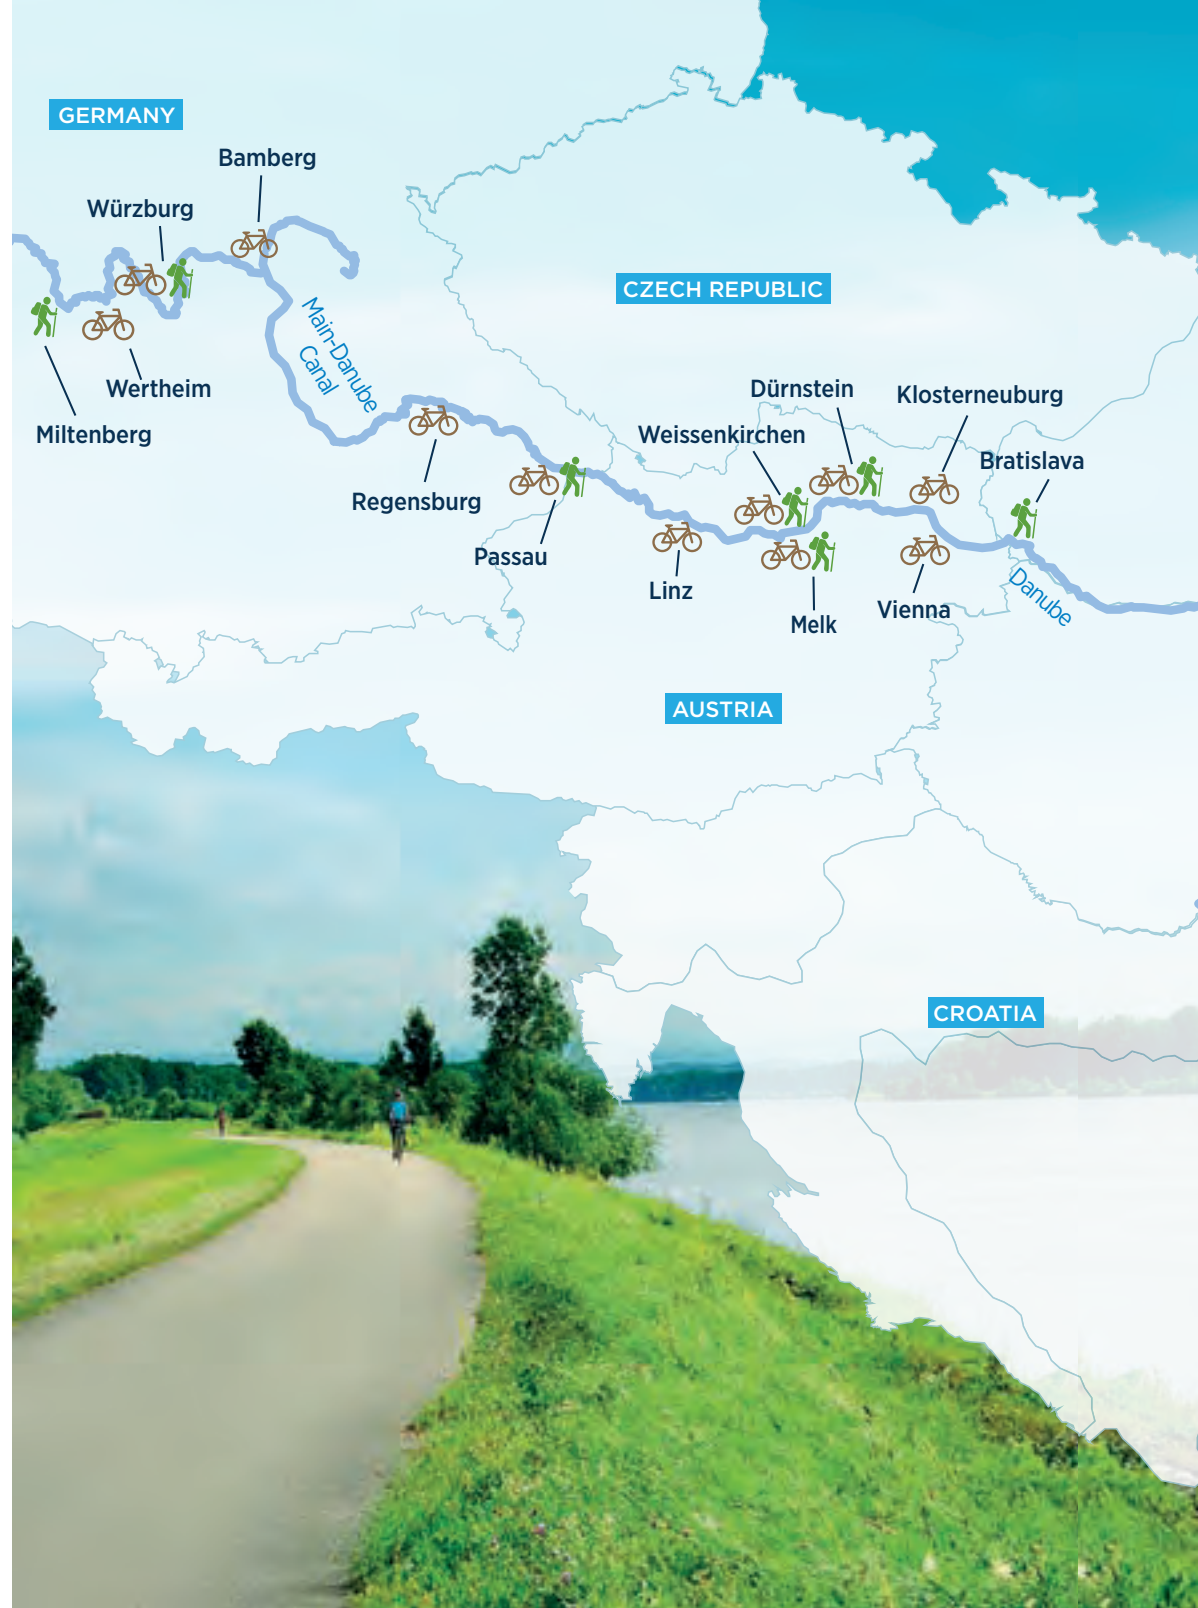 GERMANY
Bamberg
Würzburg
CZECH REPUBLIC
Main-Danube
Canal
Wertheim
Miltenberg
Dürnstein
Klosterneuburg
Weissenkirchen
Bratislava
Regensburg
Passau
Linz
Melk
Vienna
Danube
AUSTRIA
CROATIA